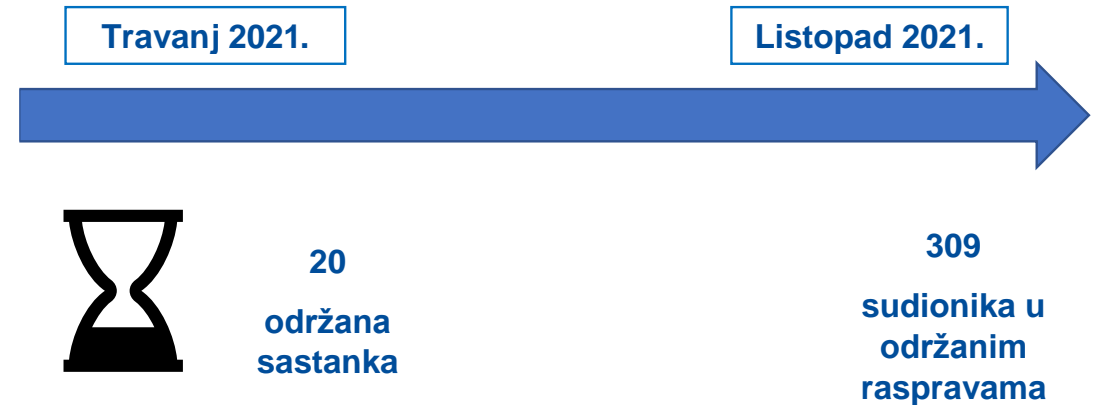 Travanj 2021.
Listopad 2021.
20
održana
sastanka
309
sudionika u
održanim
raspravama